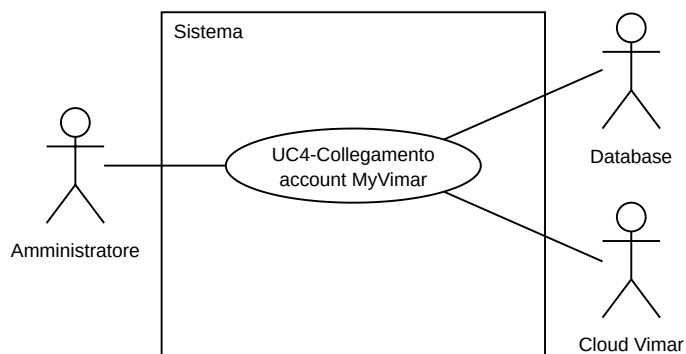 Sistema
UC4-Collegamento
account MyVimar
Database
Amministratore
Cloud Vimar